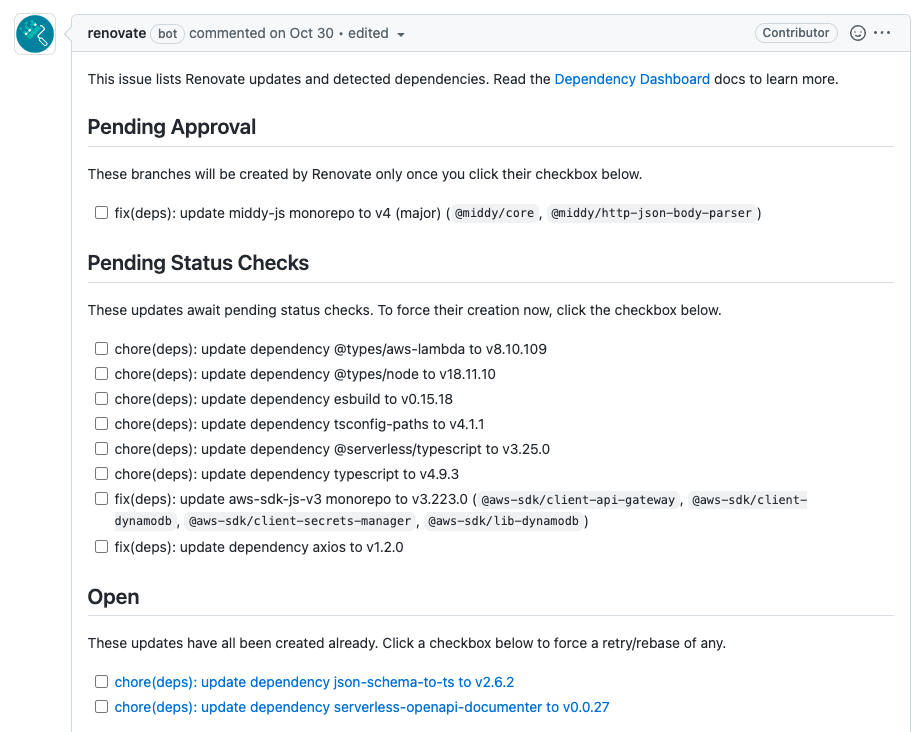 renovate bot commented on Oct 30 • edited
Contributor
This issue lists Renovate updates and detected dependencies. Read the Dependency Dashboard docs to learn more.
Pending Approval
These branches will be created by Renovate only once you click their checkbox below.
fix(deps): update middy-js monorepo to v4 (major) ( @middy/core , @middy/http-json-body-parser )
Pending Status Checks
These updates await pending status checks. To force their creation now, click the checkbox below.
chore(deps): update dependency @types/aws-lambda to v8.10.109
chore(deps): update dependency @types/node to v18.11.10
chore(deps): update dependency esbuild to v0.15.18
chore(deps): update dependency tsconfig-paths to v4.1.1
chore(deps): update dependency @serverless/typescript to v3.25.0
chore(deps): update dependency typescript to v4.9.3
fix(deps): update aws-sdk-js-v3 monorepo to v3.223.0 ( @aws-sdk/client-api-gateway , @aws-sdk/client-
dynamodb , @aws-sdk/client-secrets-manager , @aws-sdk/lib-dynamodb )
fix(deps): update dependency axios to v1.2.0
Open
These updates have all been created already. Click a checkbox below to force a retry/rebase of any.
chore(deps): update dependency json-schema-to-ts to v2.6.2
chore(deps): update dependency serverless-openapi-documenter to v0.0.27